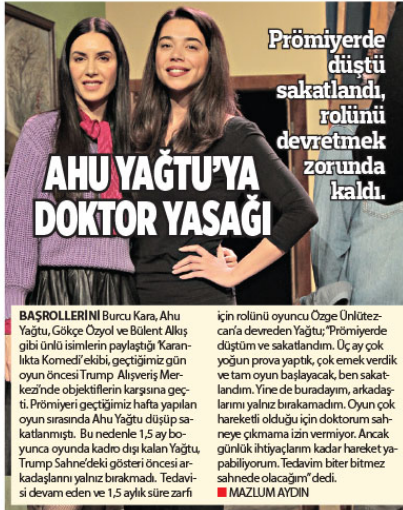 Prömiyerde
düştü
sakatlandı,
rolünü
devretmek
zorunda
kaldı.
AHU YAĞTU'YA
DOKTOR YASAĞI
BAŞROLLERİNİ Burcu Kara, Ahu
Yağtu, Gökçe Özyol ve Bülent Alkış
gibi ünlü isimlerin paylaştığı 'Karan-
lıkta Komedi' ekibi, geçtiğimiz gün
oyun öncesi Trump Alışveriş Mer-
kezi'nde objektiflerin karşısına geç-
ti. Prömiyeri geçtiğimiz hafta yapılan
oyun sırasında Ahu Yağtu düşüp sa-
katlanmıştı. Bu nedenle 1,5 ay bo-
yunca oyunda kadro dışı kalan Yağtu,
Trump Sahne'deki gösteri öncesi ar-
kadaşlarını yalnız bırakmadı. Tedavi-
si devam eden ve 1,5 aylık süre zarfı
için rolünü oyuncu Özge Ünlütez-
can'a devreden Yağtu; "Prömiyerde
düştüm ve sakatlandım. Üç ay çok
yoğun prova yaptık, çok emek verdik
ve tam oyun başlayacak, ben sakat-
landım. Yine de buradayım, arkadaş-
larımı yalnız bırakamadım. Oyun çok
hareketli olduğu için doktorum sah-
neye çıkmama izin vermiyor. Ancak
günlük ihtiyaçlarım kadar hareket ya-
pabiliyorum. Tedavim biter bitmez
sahnede olacağım" dedi.
MAZLUM AYDIN